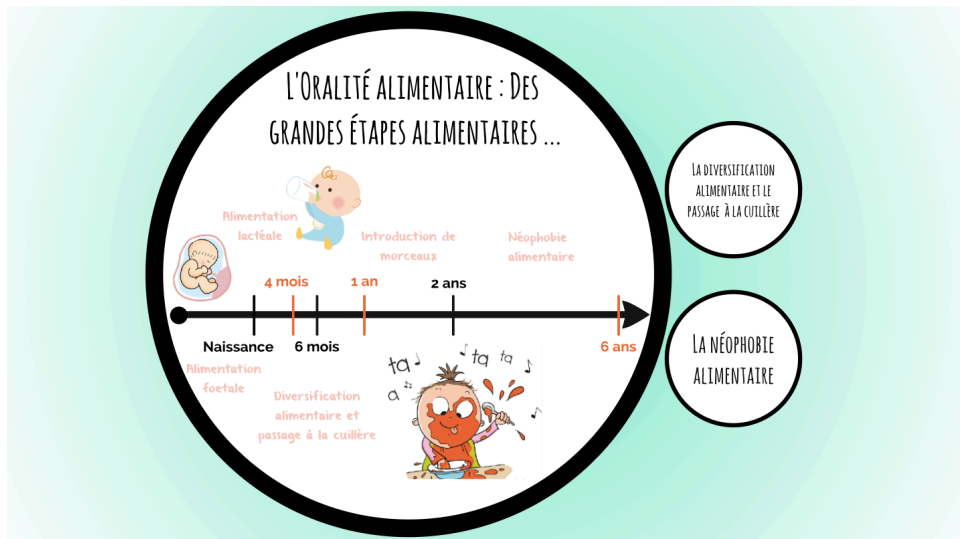 L'Oralité alimentaire : Des
grandes étapes alimentaires ...
Alimentation
lactéale
Introduction de
morceaux
Néophobie
alimentaire
4 mois
1 an
2 ans
Naissance
6 mois
6 ans
Alimentation
foetale
Diversification
alimentaire et
passage à la cuillère
ta
ta
ta
a
La diversification
alimentaire et le
passage à la cuillère
La néophobie
alimentaire